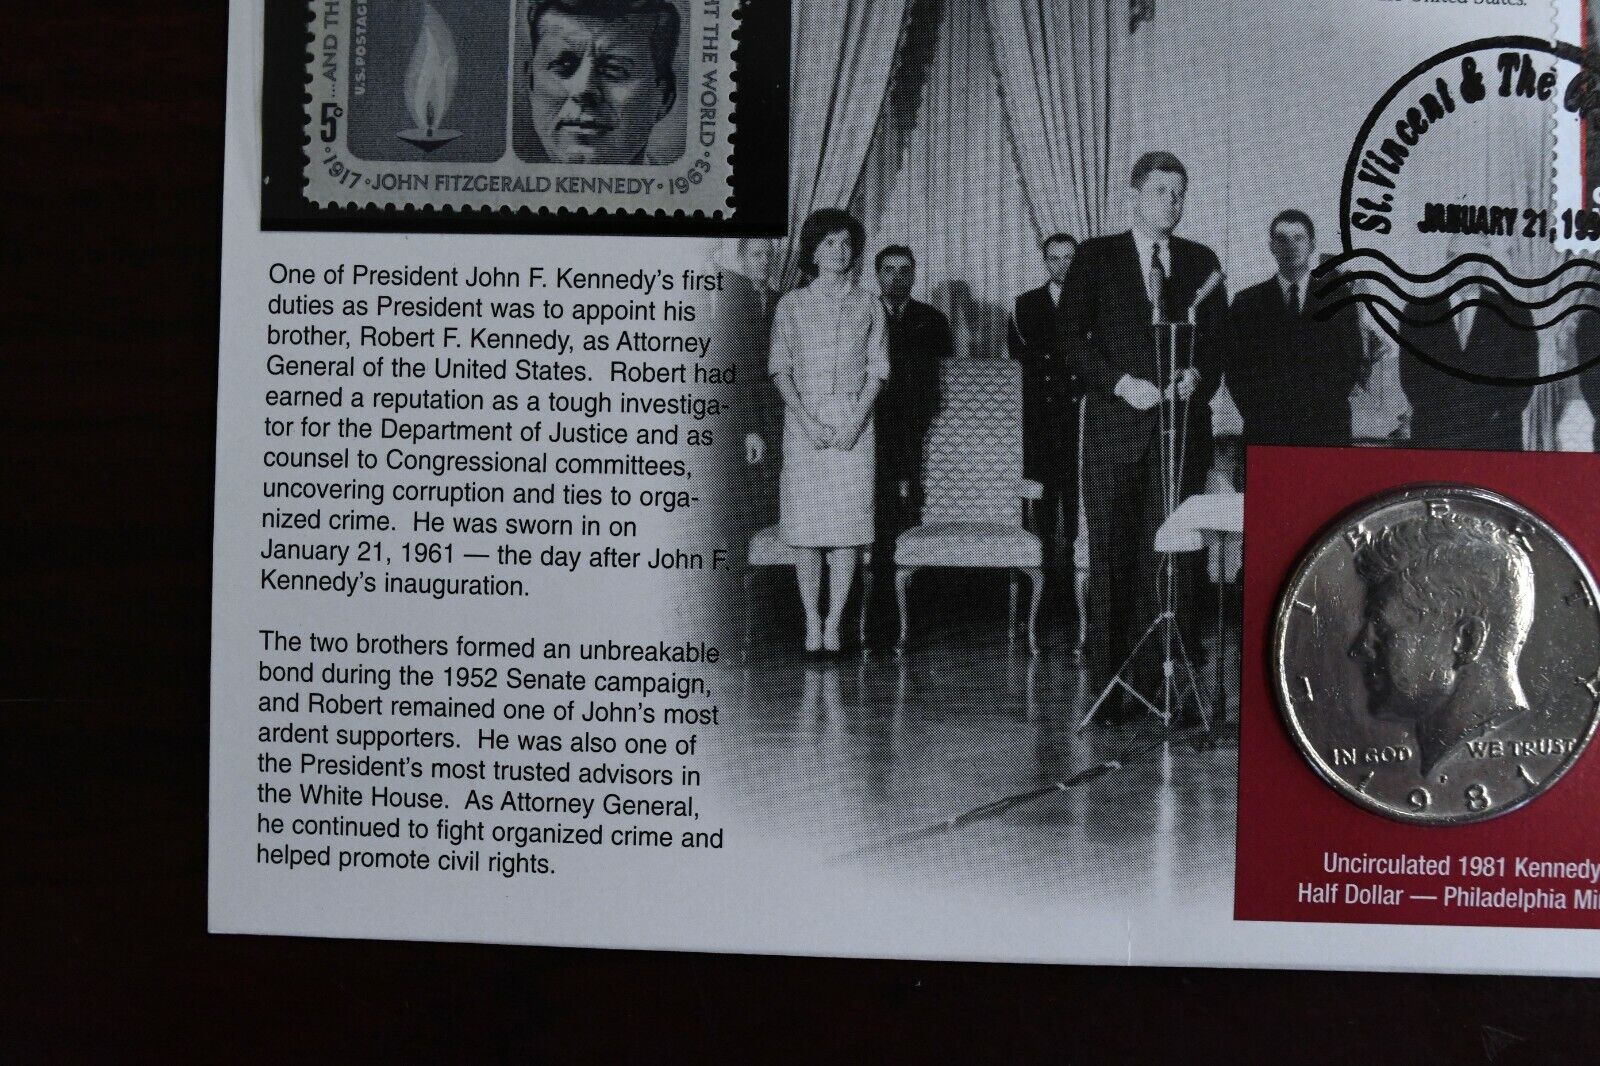 United States.
....AND TH
U.S. POSTAGE
5¢
HT THE WORLD
·1917·JOHN FITZGERALD KENNEDY·1963·
St. Vincent & The
JANUARY 21, 199
One of President John F. Kennedy's first
duties as President was to appoint his
brother, Robert F. Kennedy, as Attorney
General of the United States. Robert had
earned a reputation as a tough investiga-
tor for the Department of Justice and as
counsel to Congressional committees,
uncovering corruption and ties to orga-
nized crime. He was sworn in on
January 21, 1961 — the day after John F.
Kennedy's inauguration.
The two brothers formed an unbreakable
bond during the 1952 Senate campaign,
and Robert remained one of John's most
ardent supporters. He was also one of
the President's most trusted advisors in
the White House. As Attorney General,
he continued to fight organized crime and
helped promote civil rights.
LIBERTY
IN GOD WE TRUST
P
1981
Uncirculated 1981 Kennedy
Half Dollar — Philadelphia Mi